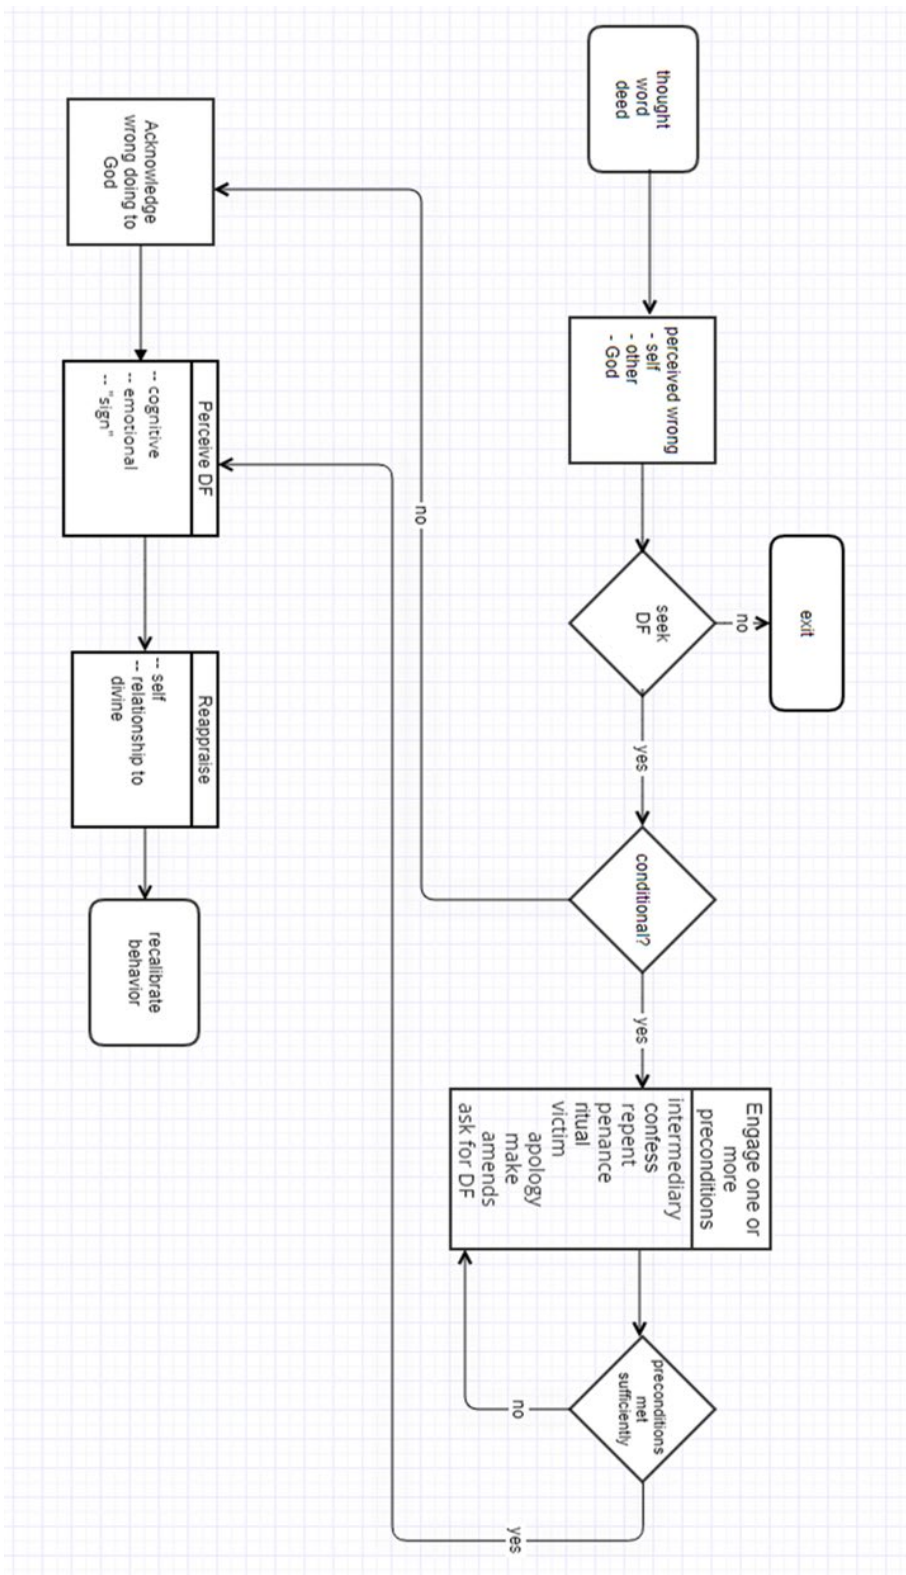 thought
word
deed
perceived wrong
- self
- other
- God
exit
no
seek
DF
yes
conditional?
yes
Engage one or
more
preconditions
intermediary
confess
repent
penance
ritual
victim
apology
make
amends
ask for DF
preconditions
met
sufficiently
no
yes
no
Acknowledge
wrong doing to
God
Perceive DF
-- cognitive
-- emotional
-- "sign"
Reappraise
-- self
-- relationship to
divine
recalibrate
behavior